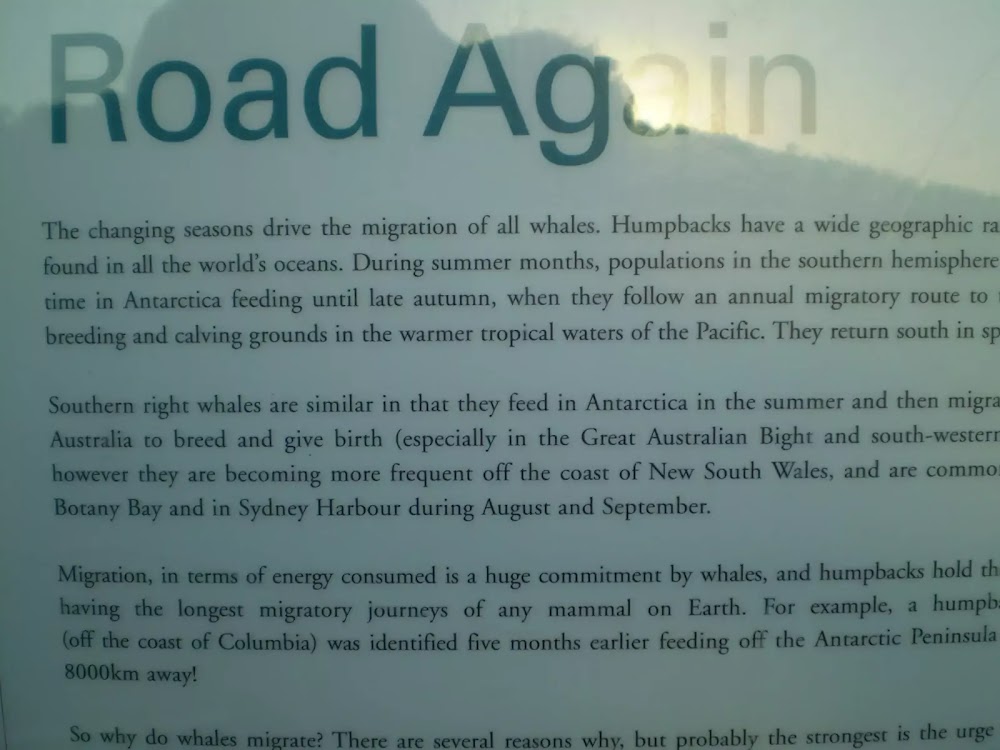 Road Again
The changing seasons drive the migration of all whales. Humpbacks have a wide geographic
found in all the world's oceans. During summer months, populations in the southern hemisphere
time in Antarctica feeding until late autumn, when they follow an annual migratory route to
breeding and calving grounds in the warmer tropical waters of the Pacific. They return south in
Southern right whales are similar in that they feed in Antarctica in the summer and then
Australia to breed and give birth (especially in the Great Australian Bight and south-western
however they are becoming more frequent off the coast of New South Wales, and are
Botany Bay and in Sydney Harbour during August and September.
Migration, in terms of energy consumed is a huge commitment by whales, and humpbacks hold
having the longest migratory journeys of any mammal on Earth. For example, a
(off the coast of Columbia) was identified five months earlier feeding off the Antarctic Peninsula
8000km away!
So why do whales migrate? There are several reasons why, but probably the strongest is the urge